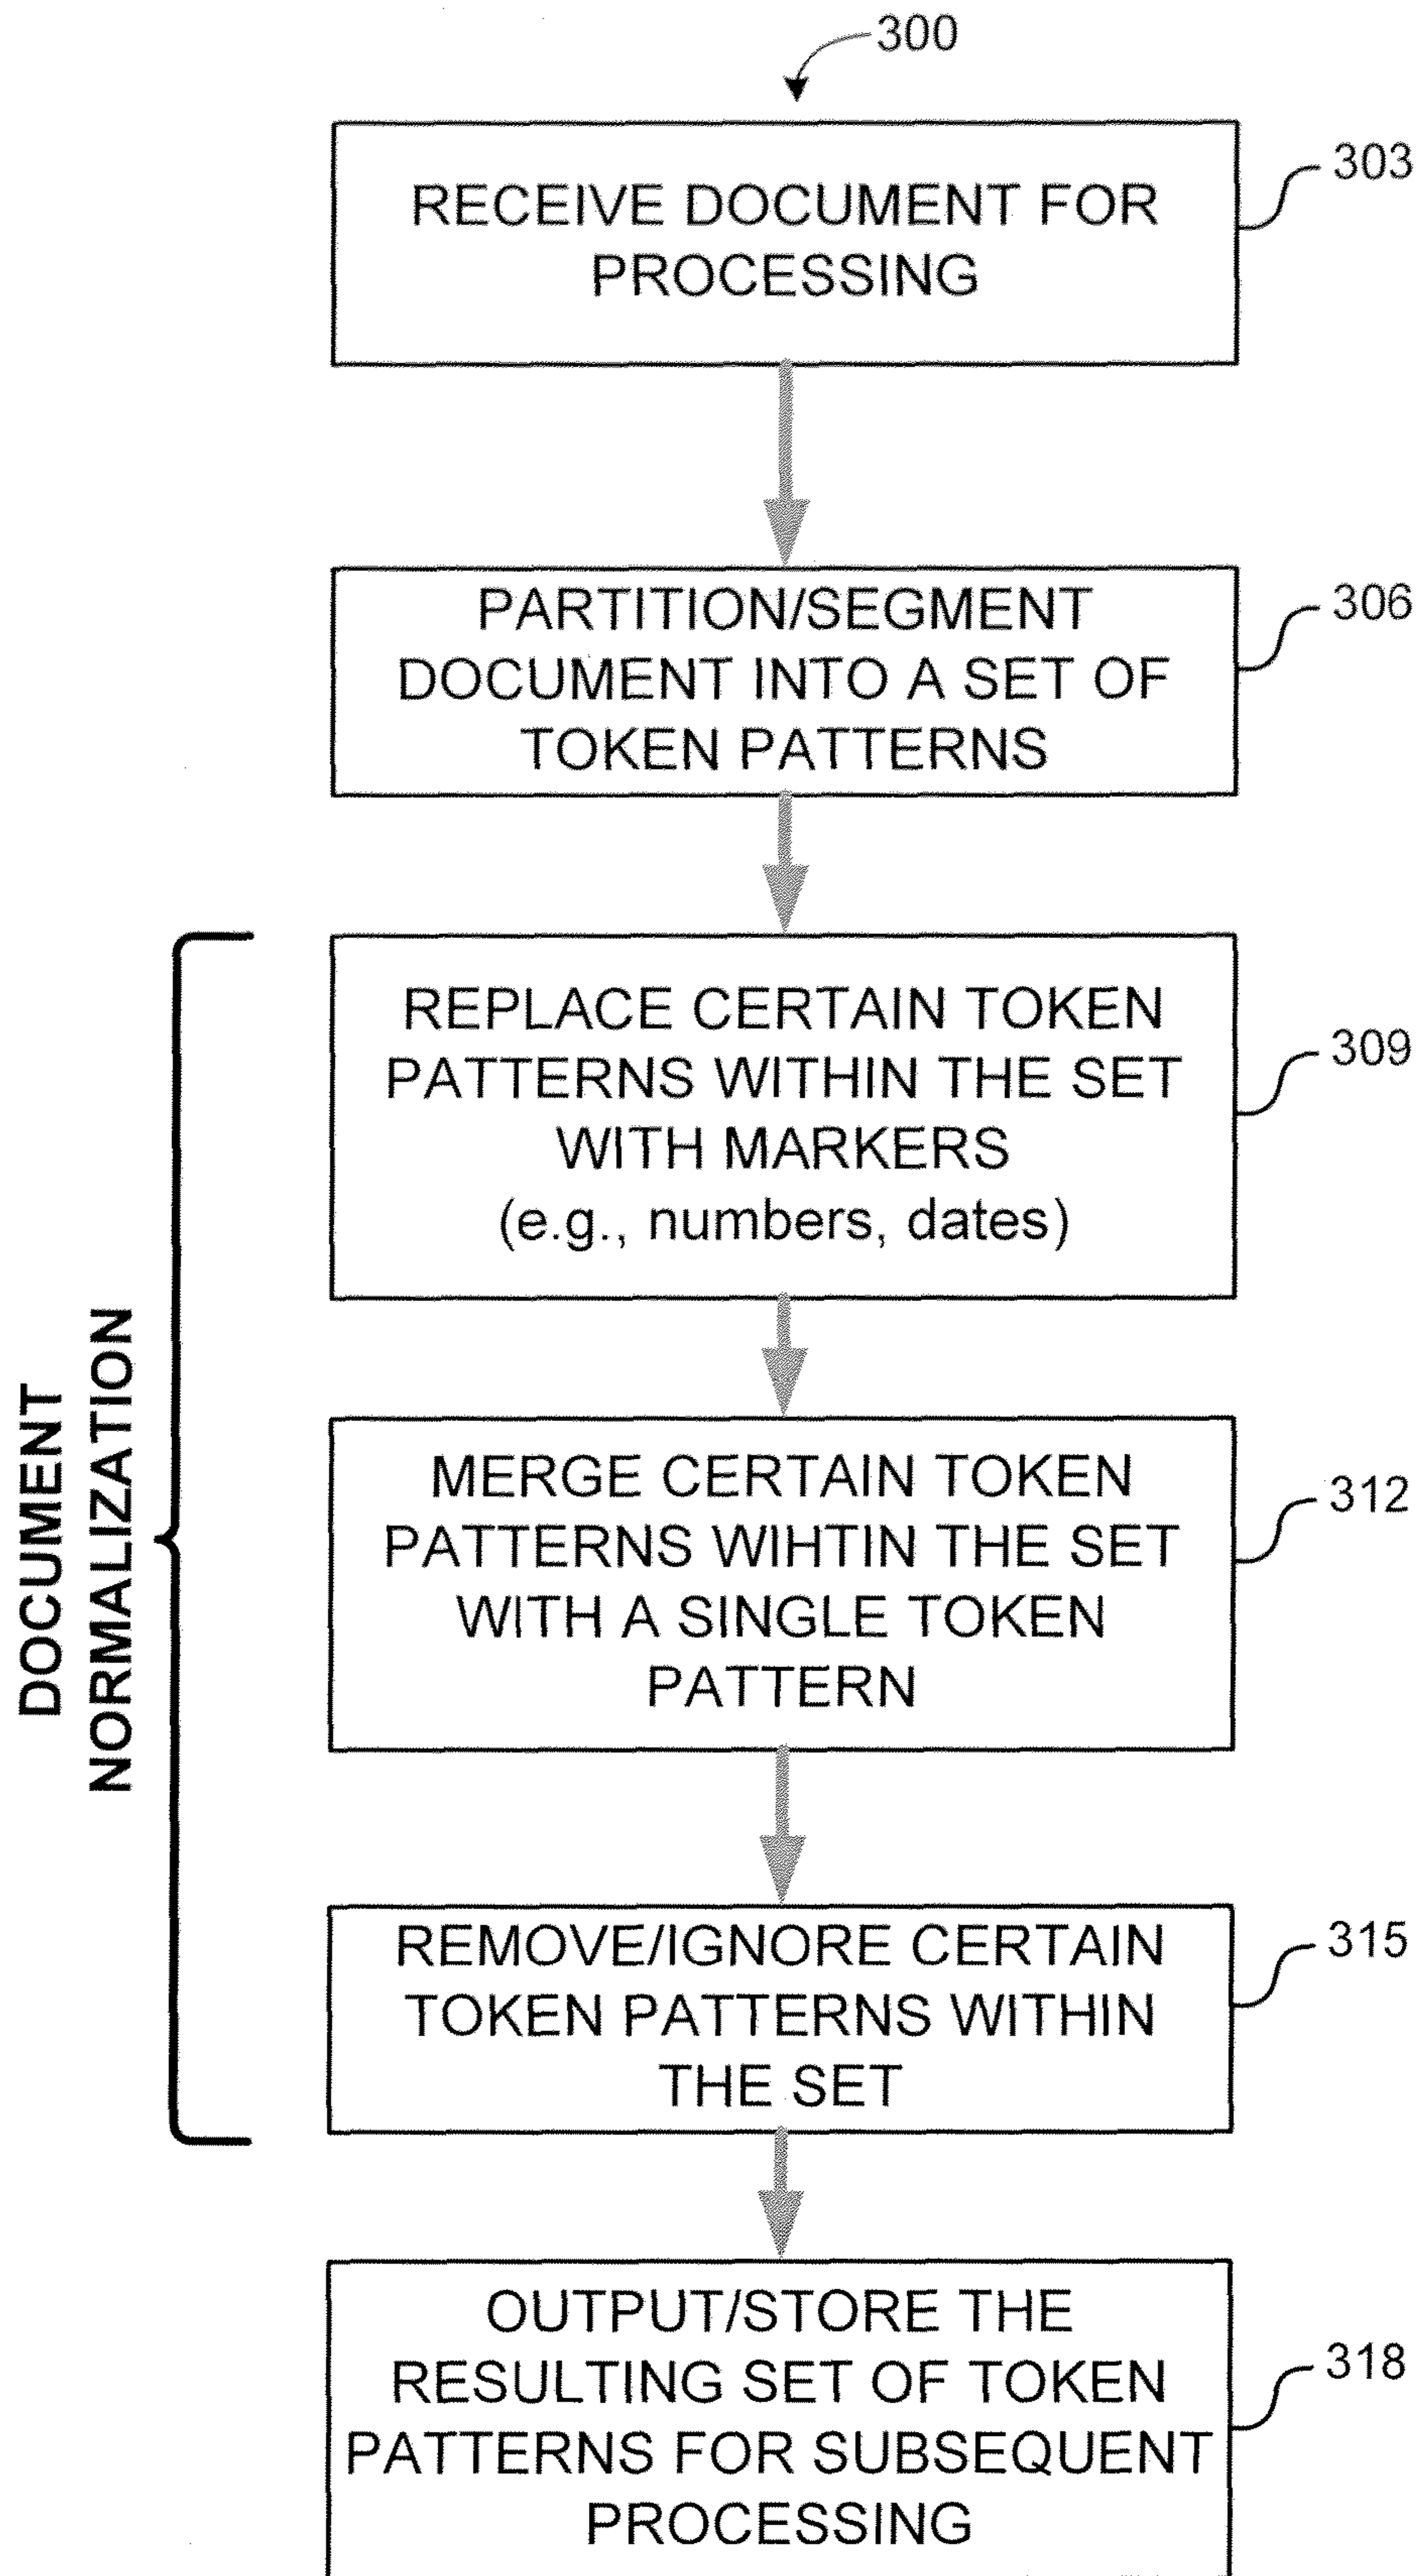 300
RECEIVE DOCUMENT FOR
PROCESSING
303
PARTITION/SEGMENT
DOCUMENT INTO A SET OF
TOKEN PATTERNS
306
DOCUMENT
NORMALIZATION
REPLACE CERTAIN TOKEN
PATTERNS WITHIN THE SET
WITH MARKERS
(e.g., numbers, dates)
309
MERGE CERTAIN TOKEN
PATTERNS WIHTIN THE SET
WITH A SINGLE TOKEN
PATTERN
312
REMOVE/IGNORE CERTAIN
TOKEN PATTERNS WITHIN
THE SET
315
OUTPUT/STORE THE
RESULTING SET OF TOKEN
PATTERNS FOR SUBSEQUENT
PROCESSING
318